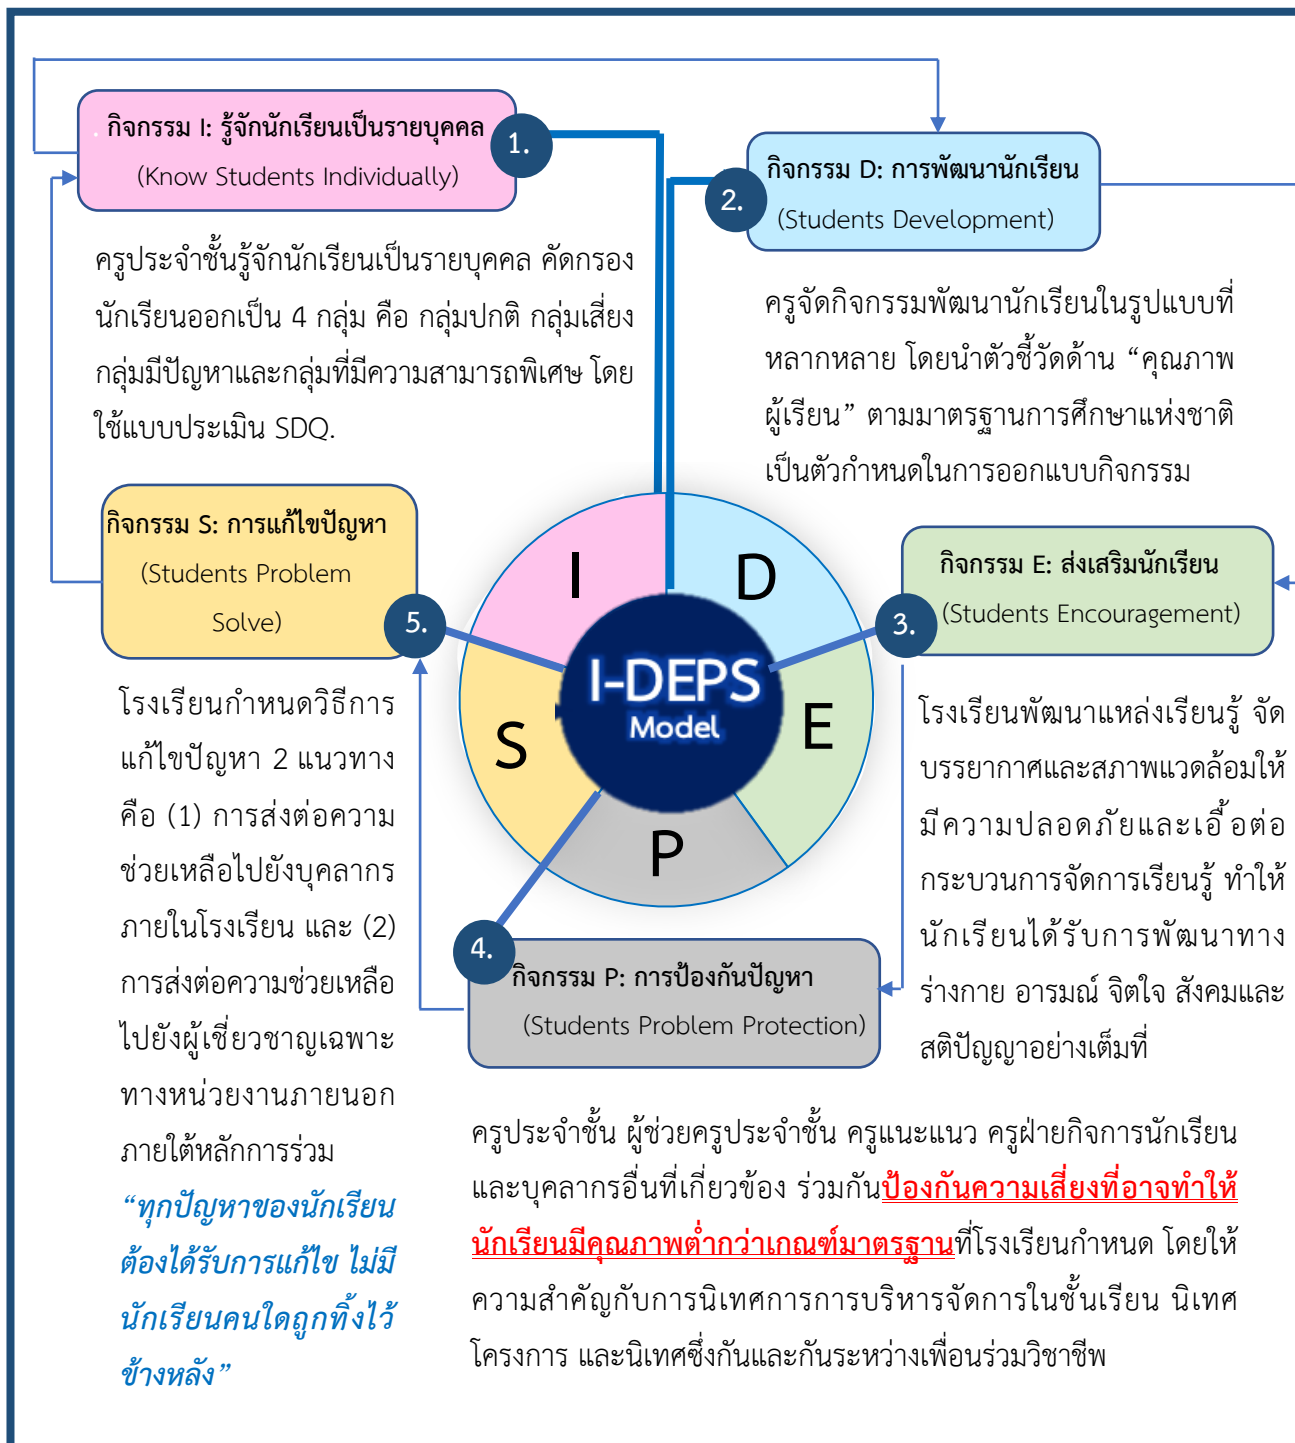 กิจกรรม I: รู้จักนักเรียนเป็นรายบุคคล
(Know Students Individually)
1.
ครูประจำชั้นรู้จักนักเรียนเป็นรายบุคคล คัดกรอง
นักเรียนออกเป็น 4 กลุ่ม คือ กลุ่มปกติ กลุ่มเสี่ยง
กลุ่มมีปัญหาและกลุ่มที่มีความสามารถพิเศษ โดย
ใช้แบบประเมิน SDQ.
2.
กิจกรรม D: การพัฒนานักเรียน
(Students Development)
ครูจัดกิจกรรมพัฒนานักเรียนในรูปแบบที่
หลากหลาย โดยนำตัวชี้วัดด้าน “คุณภาพ
ผู้เรียน” ตามมาตรฐานการศึกษาแห่งชาติ
เป็นตัวกำหนดในการออกแบบกิจกรรม
I
D
E
P
S
I-DEPS
Model
3.
กิจกรรม E: ส่งเสริมนักเรียน
(Students Encouragement)
โรงเรียนพัฒนาแหล่งเรียนรู้ จัด
บรรยากาศและสภาพแวดล้อมให้
มีความปลอดภัยและเอื้อต่อ
กระบวนการจัดการเรียนรู้ ทำให้
นักเรียนได้รับการพัฒนาทาง
ร่างกาย อารมณ์ จิตใจ สังคมและ
สติปัญญาอย่างเต็มที่
4.
กิจกรรม P: การป้องกันปัญหา
(Students Problem Protection)
ครูประจำชั้น ผู้ช่วยครูประจำชั้น ครูแนะแนว ครูฝ่ายกิจการนักเรียน
และบุคลากรอื่นที่เกี่ยวข้อง ร่วมกันป้องกันความเสี่ยงที่อาจทำให้
นักเรียนมีคุณภาพต่ำกว่าเกณฑ์มาตรฐานที่โรงเรียนกำหนด โดยให้
ความสำคัญกับการนิเทศการการบริหารจัดการในชั้นเรียน นิเทศ
โครงการ และนิเทศซึ่งกันและกันระหว่างเพื่อนร่วมวิชาชีพ
กิจกรรม S: การแก้ไขปัญหา
(Students Problem
Solve)
5.
โรงเรียนกำหนดวิธีการ
แก้ไขปัญหา 2 แนวทาง
คือ (1) การส่งต่อความ
ช่วยเหลือไปยังบุคลากร
ภายในโรงเรียน และ (2)
การส่งต่อความช่วยเหลือ
ไปยังผู้เชี่ยวชาญเฉพาะ
ทางหน่วยงานภายนอก
ภายใต้หลักการร่วม
“ทุกปัญหาของนักเรียน
ต้องได้รับการแก้ไข ไม่มี
นักเรียนคนใดถูกทิ้งไว้
ข้างหลัง”